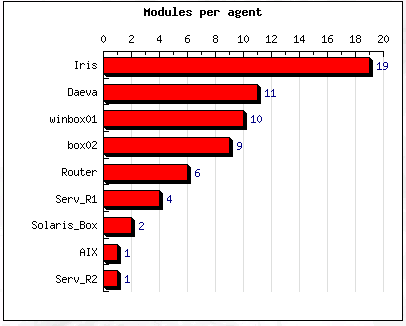 Modules per agent
0 2 4 6 8 10 12 14 16 18 20
Iris 19
Daeva 11
winbox01 10
box02 9
Router 6
Serv_R1 4
Solaris_Box 2
AIX 1
Serv_R2 1